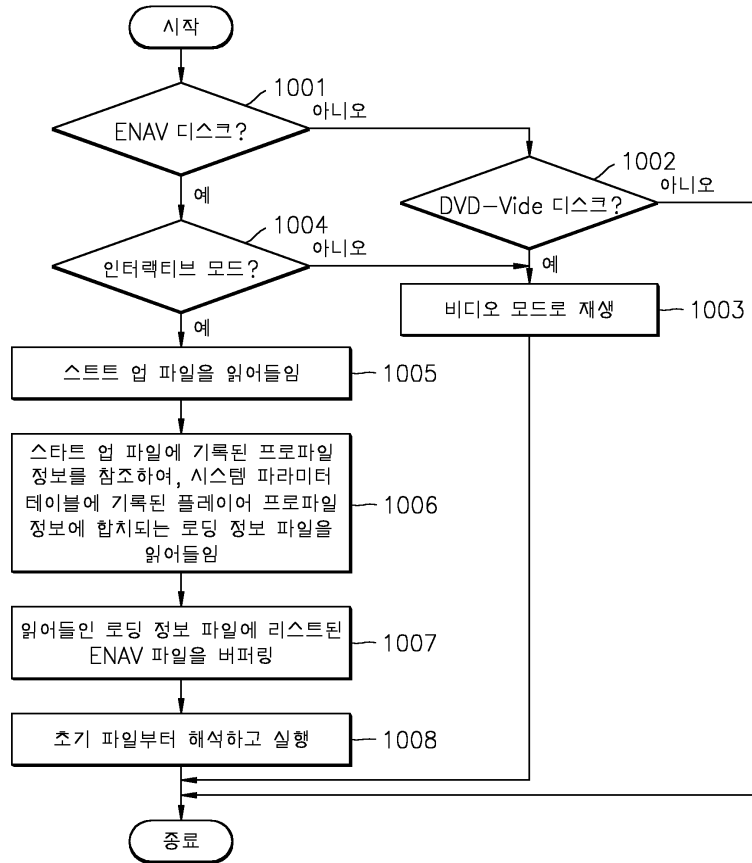 시작
1001
ENAV 디스크?
아니오
예
1002
DVD-Vide 디스크?
아니오
예
1004
인터랙티브 모드?
아니오
예
비디오 모드로 재생
1003
스트트 업 파일을 읽어들임
1005
스타트 업 파일에 기록된 프로파일
정보를 참조하여, 시스템 파라미터
테이블에 기록된 플레이어 프로파일
정보에 합치되는 로딩 정보 파일을
읽어들임
1006
읽어들인 로딩 정보 파일에 리스트된
ENAV 파일을 버퍼링
1007
초기 파일부터 해석하고 실행
1008
종료